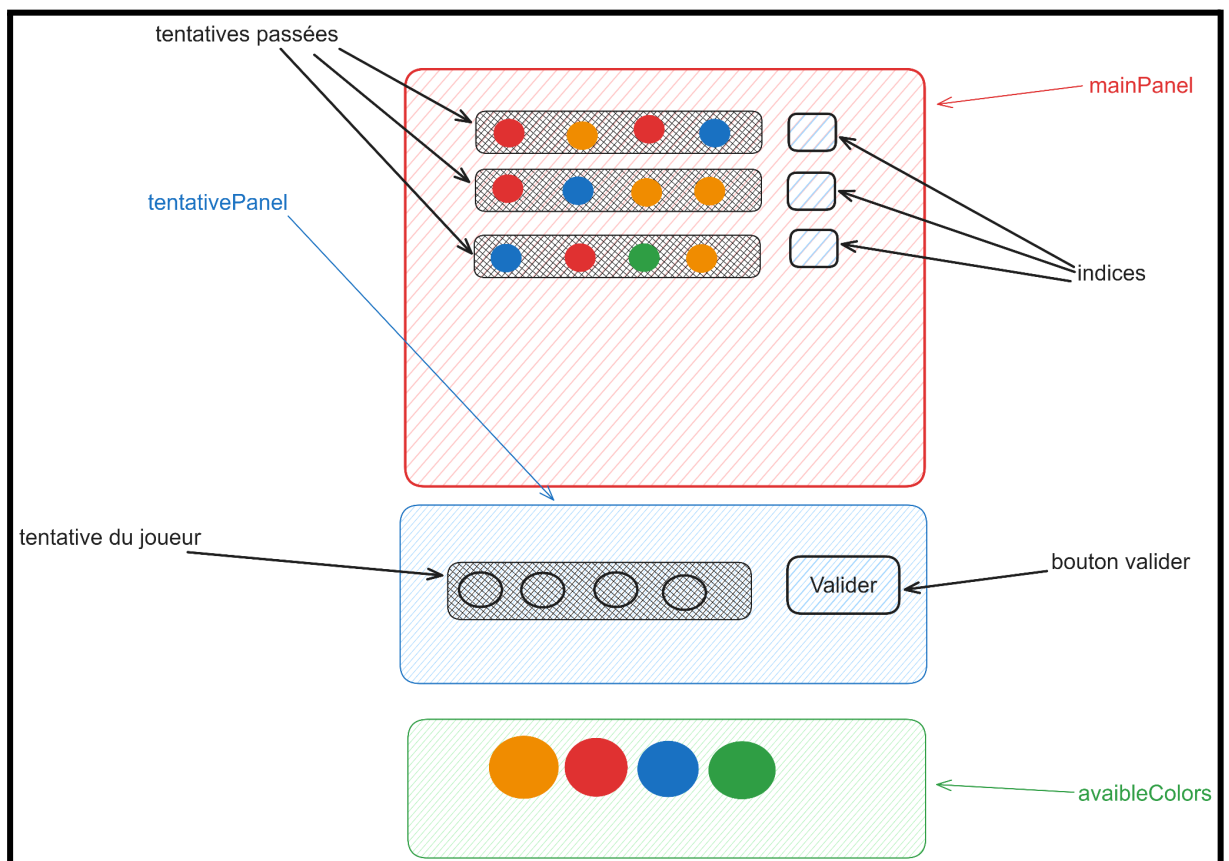 tentatives passées
mainPanel
tentativePanel
indices
tentative du joueur
bouton valider
Valider
avaibleColors